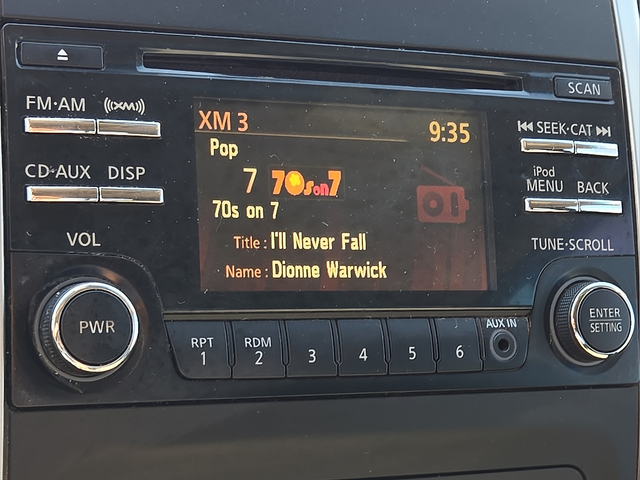 SCAN
FM·AM ((XM))
XM 3 9:35
SEEK·CAT
Pop
CD·AUX DISP
7 70s on 7
iPod
MENU BACK
70s on 7
VOL
Title : I'll Never Fall
TUNE·SCROLL
Name : Dionne Warwick
PWR
ENTER
SETTING
RPT
1
RDM
2
3
4
5
6
AUX IN